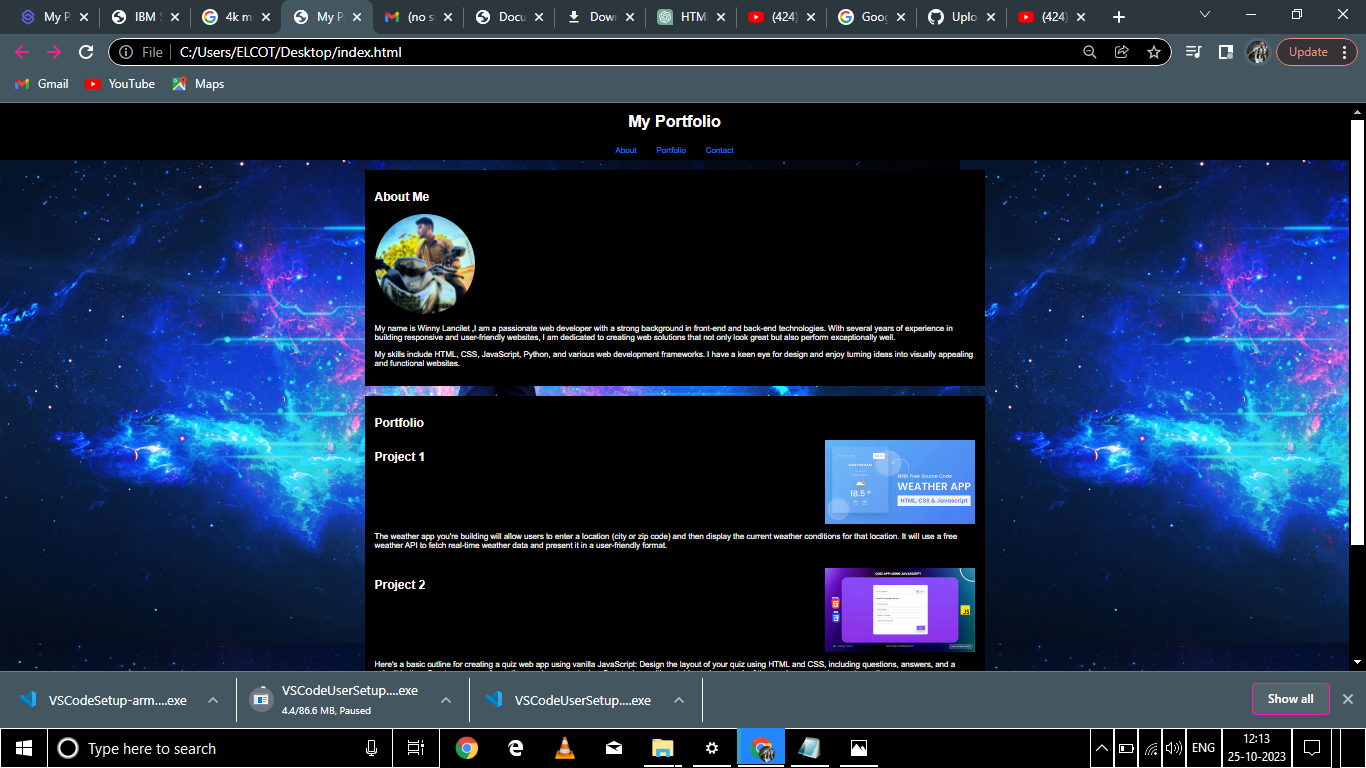 My P
IBM
4k m
My P
(no s
Docu
Down
HTM
(424)
Goog
Uplo
(424)
File
C:/Users/ELCOT/Desktop/index.html
Update
Gmail
YouTube
Maps
My Portfolio
About
Portfolio
Contact
About Me
My name is Winny Lancilet ,I am a passionate web developer with a strong background in front-end and back-end technologies. With several years of experience in
building responsive and user-friendly websites, I am dedicated to creating web solutions that not only look great but also perform exceptionally well.
My skills include HTML, CSS, JavaScript, Python, and various web development frameworks. I have a keen eye for design and enjoy turning ideas into visually appealing
and functional websites.
Portfolio
Project 1
AMSTERDAM
18.5 °
With Free Source Code
WEATHER APP
HTML, CSS & Javascript
The weather app you're building will allow users to enter a location (city or zip code) and then display the current weather conditions for that location. It will use a free
weather API to fetch real-time weather data and present it in a user-friendly format.
Project 2
QUIZ APP USING JAVASCRIPT
JS
Here's a basic outline for creating a quiz web app using vanilla JavaScript: Design the layout of your quiz using HTML and CSS, including questions, answers, and a
VSCodeSetup-arm....exe
VSCodeUserSetup....exe
4.4/86.6 MB, Paused
VSCodeUserSetup....exe
Show all
Type here to search
ENG
12:13
25-10-2023